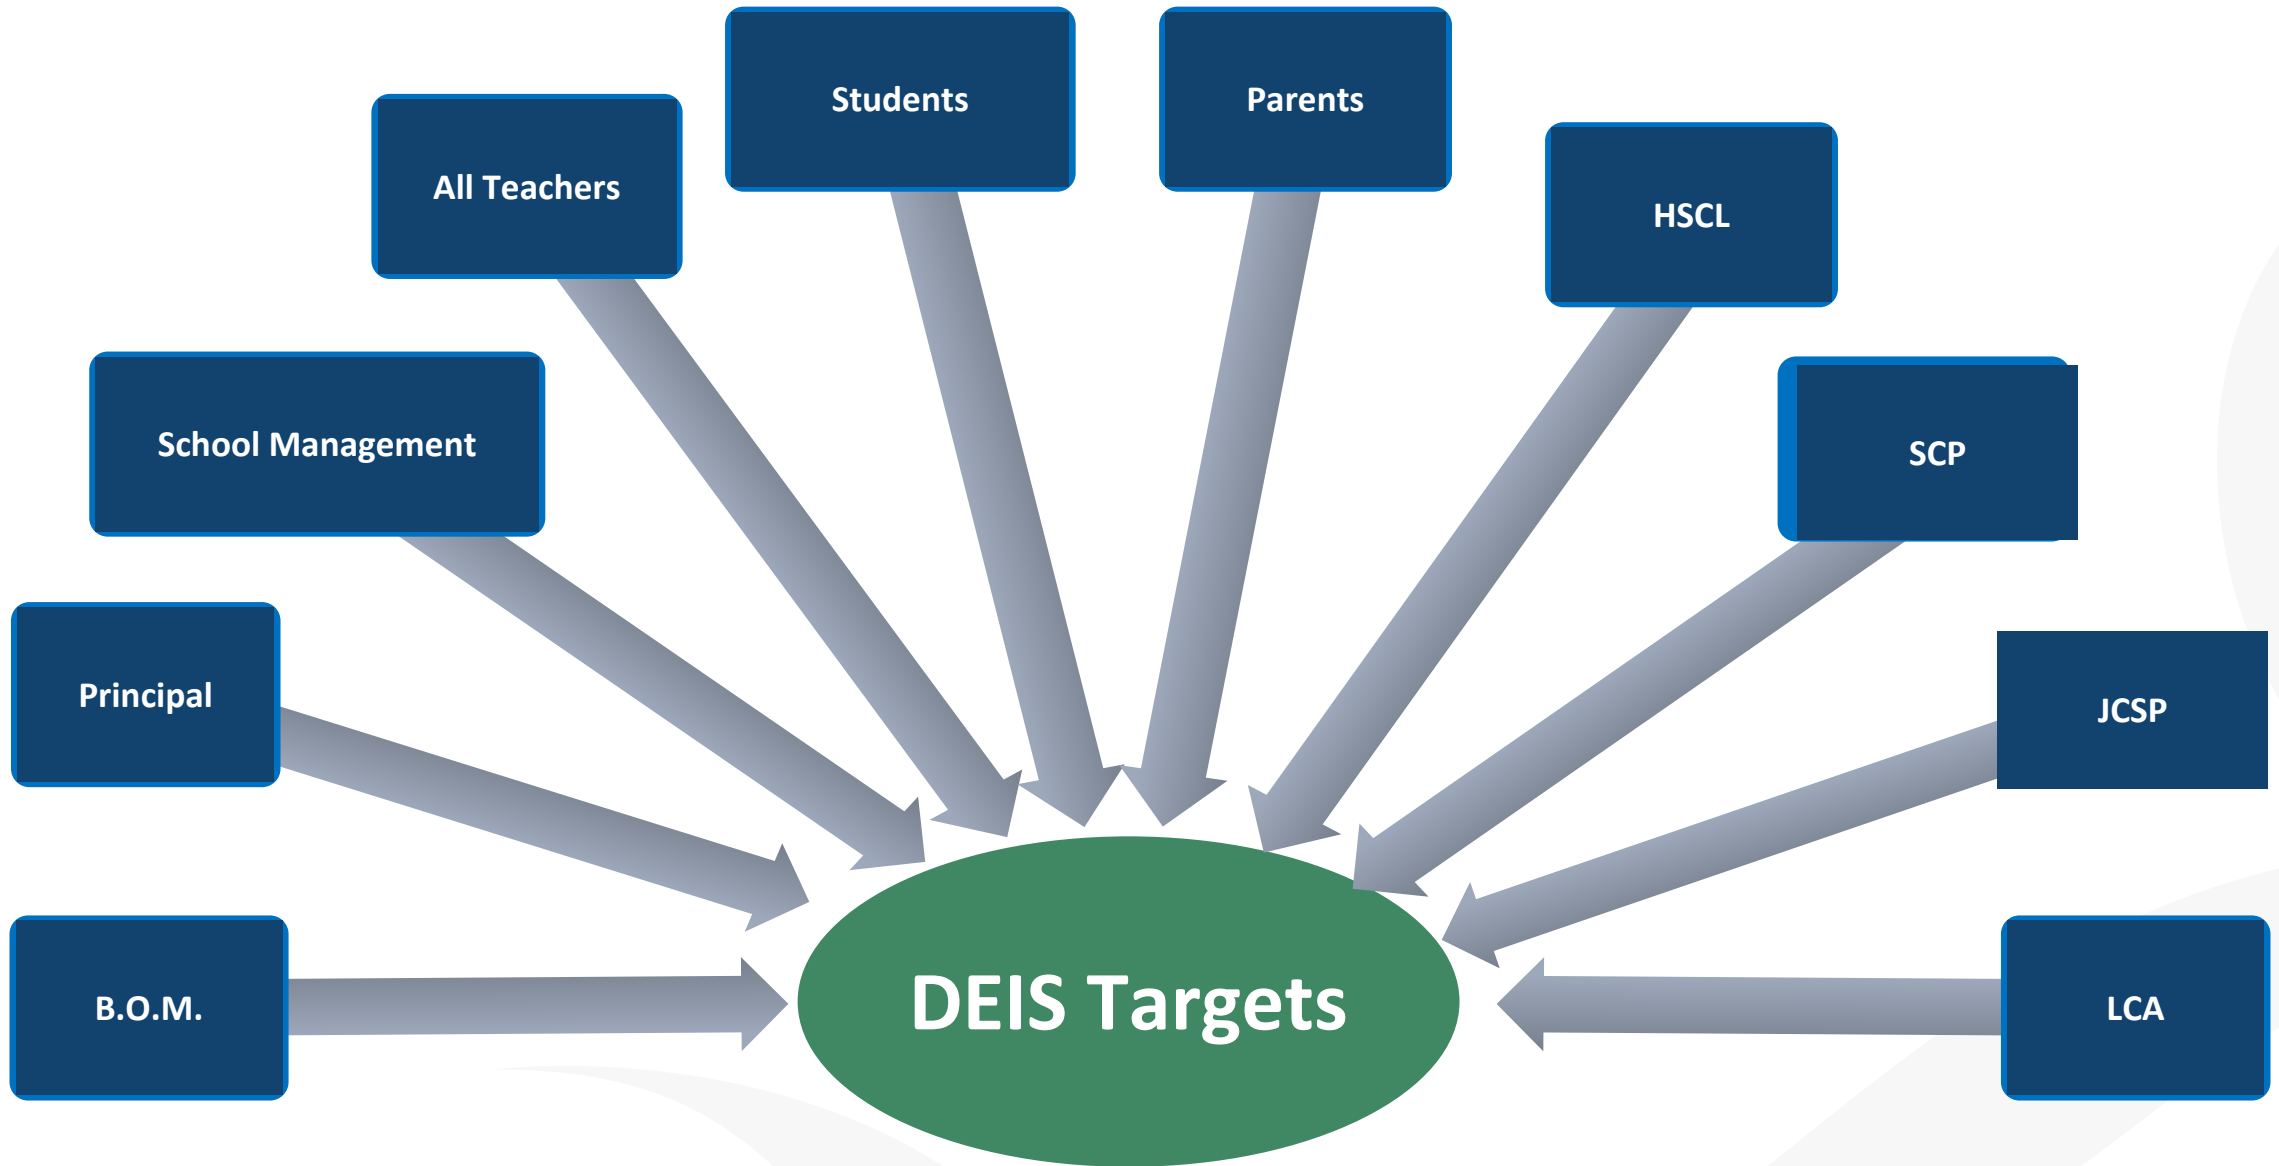 Students
Parents
All Teachers
HSCL
School Management
SCP
Principal
JCSP
B.O.M.
DEIS Targets
LCA